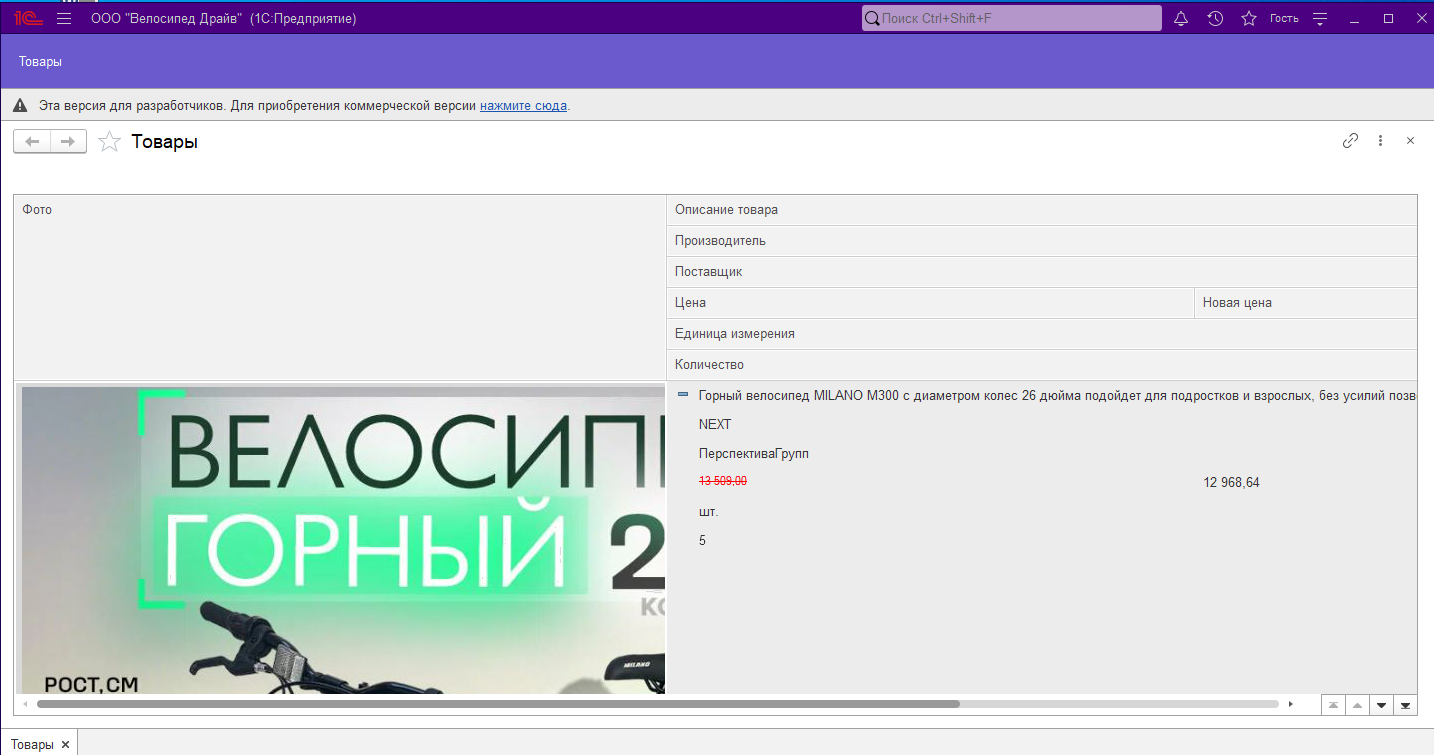 1С ООО "Велосипед Драйв" (1С:Предприятие) Поиск Ctrl+Shift+F Гость
Товары
Эта версия для разработчиков. Для приобретения коммерческой версии нажмите сюда.
Товары
Фото
Описание товара
Производитель
Поставщик
Цена Новая цена
Единица измерения
Количество
ВЕЛОСИП
ГОРНЫЙ 2
MILANO
РОСТ,СМ
Горный велосипед MILANO M300 с диаметром колес 26 дюйма подойдет для подростков и взрослых, без усилий
NEXT
ПерспективаГрупп
13 509,00 12 968,64
шт.
5
Товары